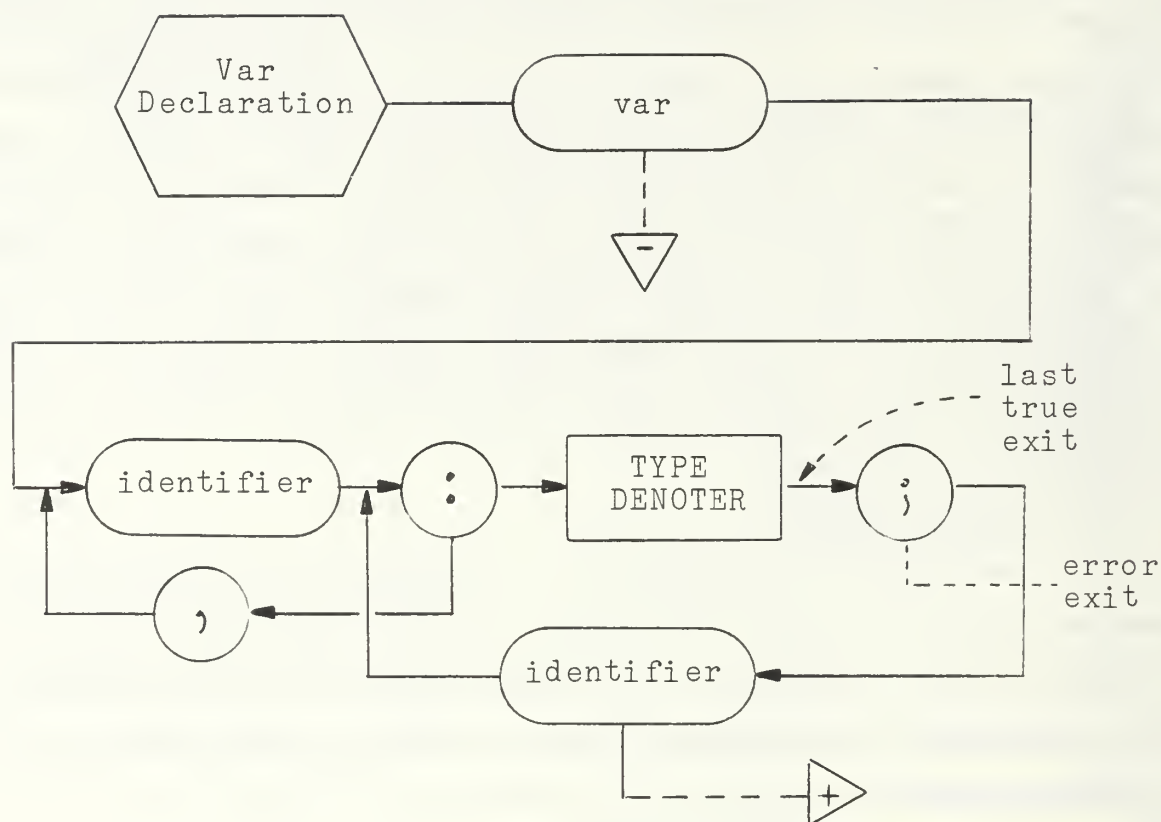 Var
Declaration
var
-
last
true
exit
identifier
:
TYPE
DENOTER
;
error
exit
,
identifier
+